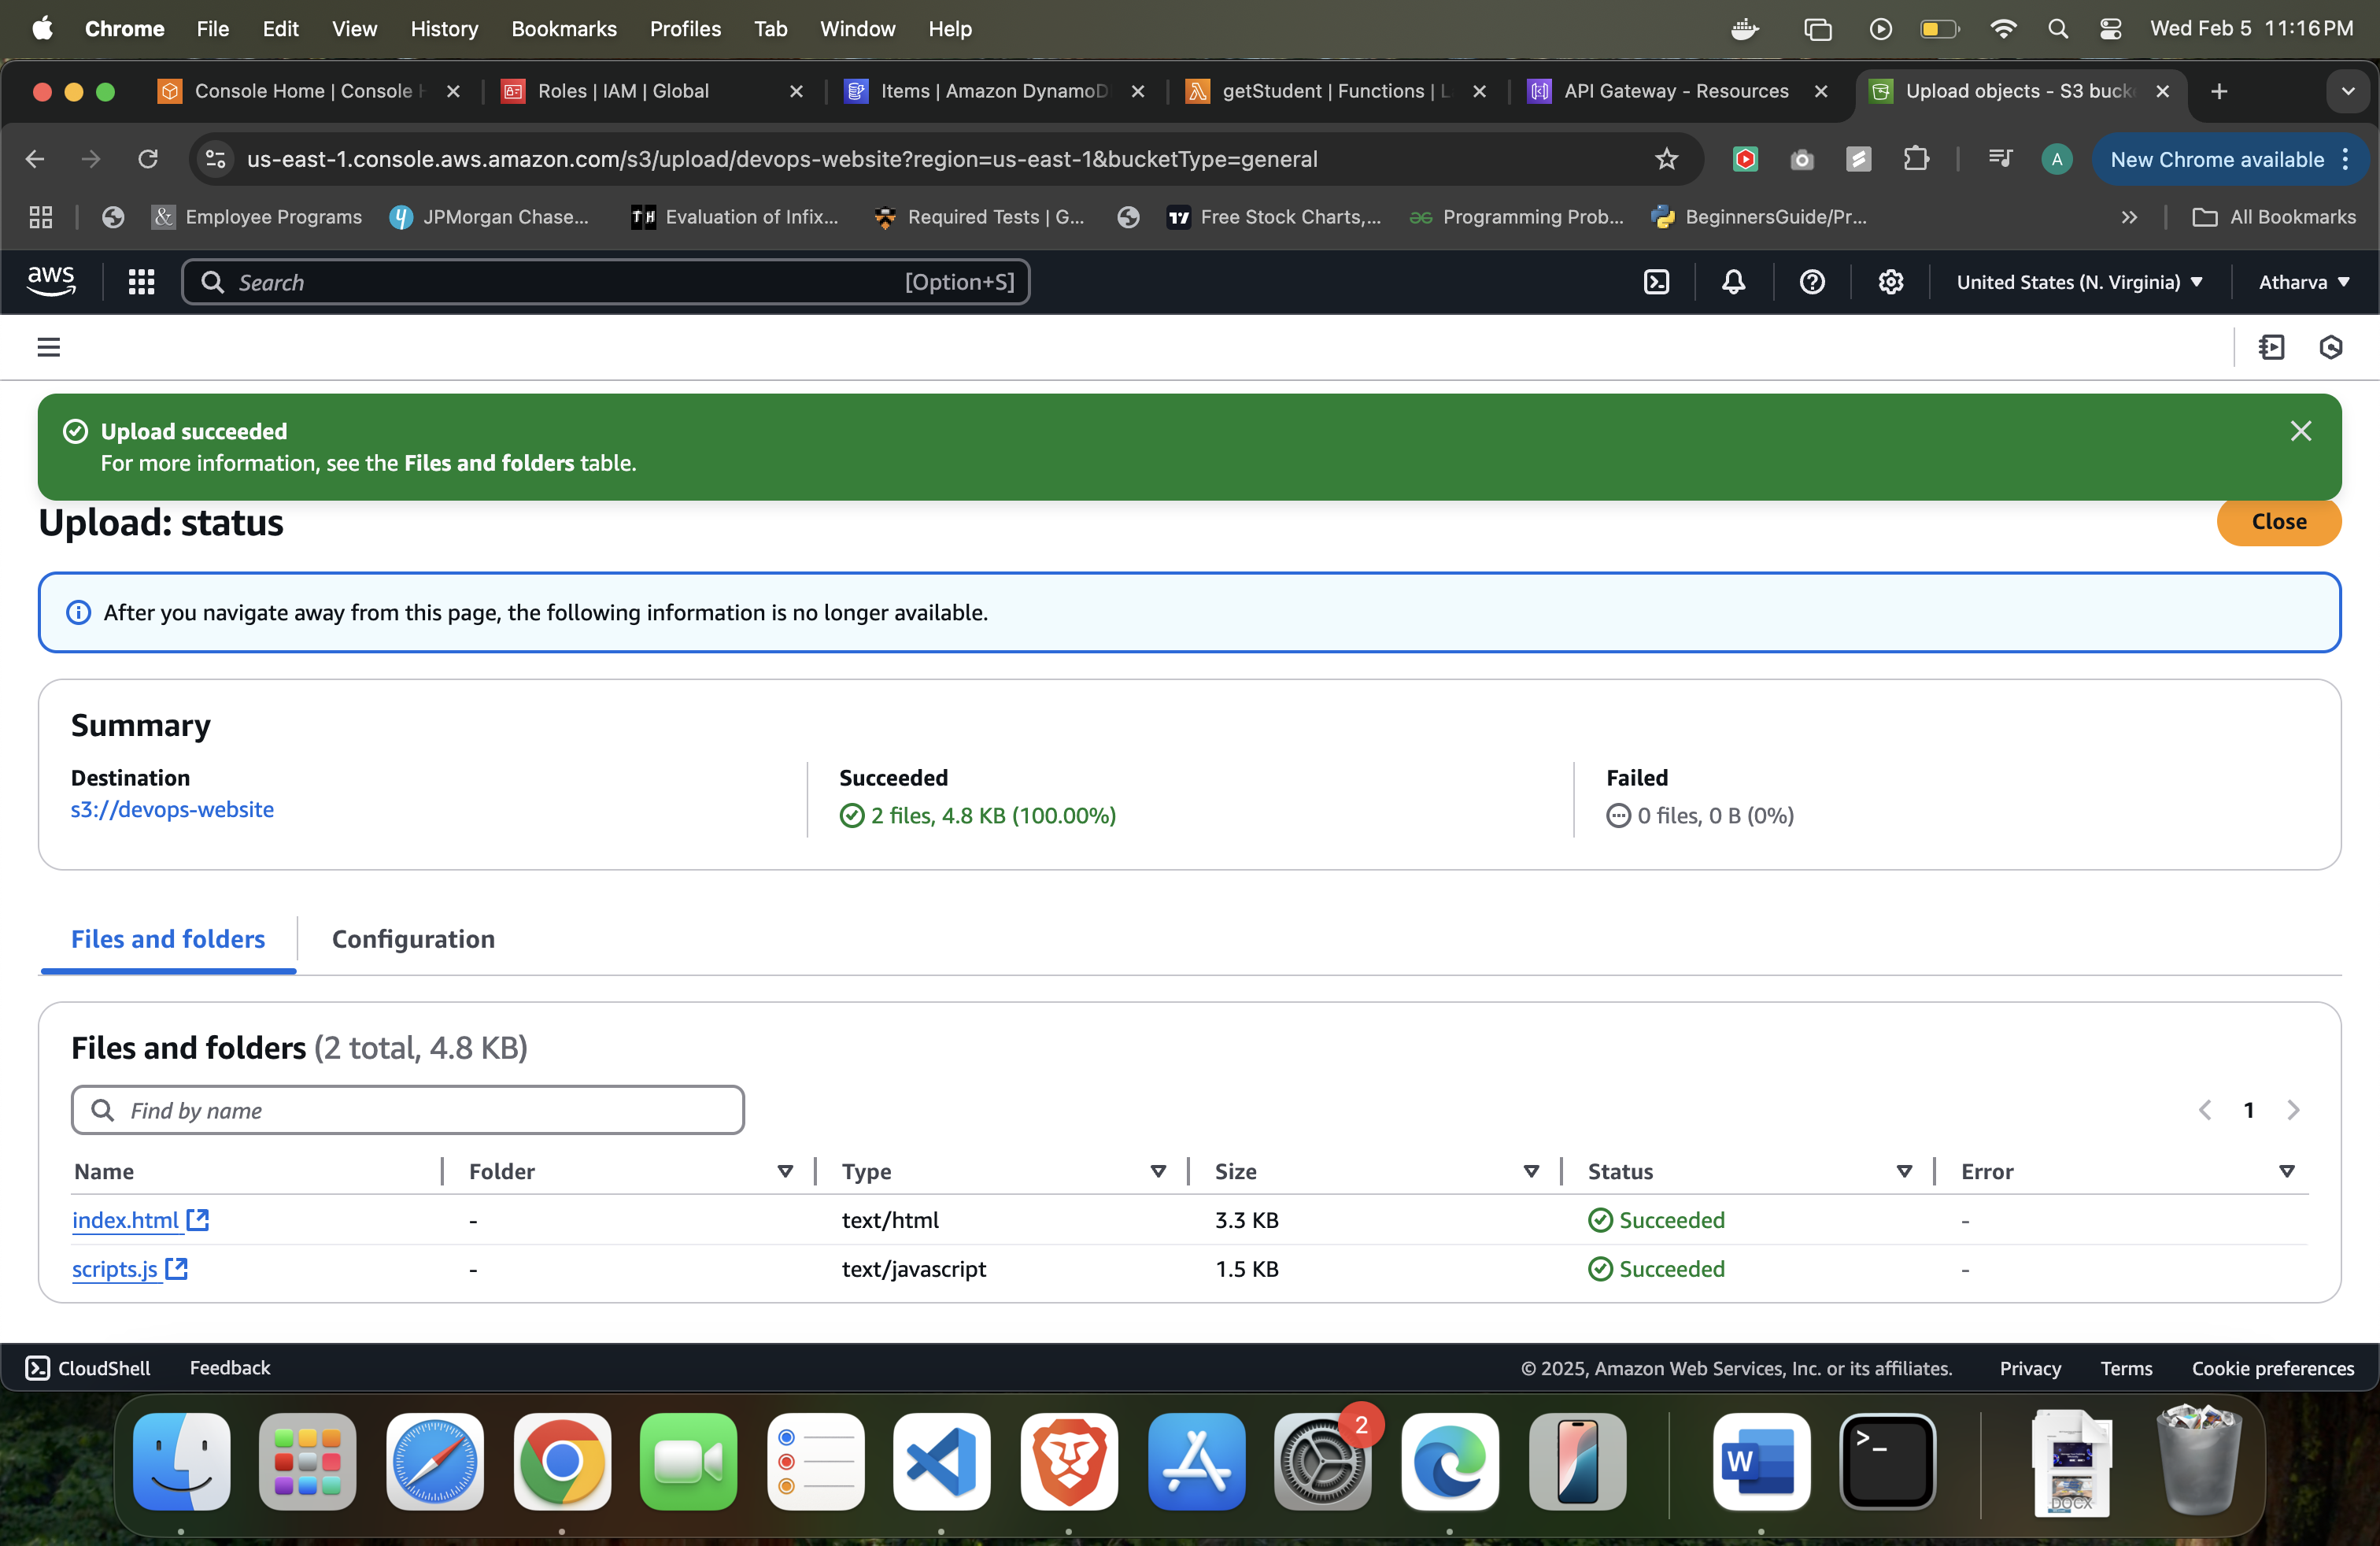 Chrome File Edit View History Bookmarks Profiles Tab Window Help Wed Feb 5 11:16 PM
Console Home | Console H Roles | IAM | Global Items | Amazon DynamoD getStudent | Functions | L API Gateway - Resources Upload objects - S3 buck
us-east-1.console.aws.amazon.com/s3/upload/devops-website?region=us-east-1&bucketType=general A New Chrome available
& Employee Programs JPMorgan Chase... TH Evaluation of Infix... Required Tests | G... Free Stock Charts,... Programming Prob... BeginnersGuide/Pr... » All Bookmarks
aws Search [Option+S] United States (N. Virginia) Atharva
Upload succeeded
For more information, see the Files and folders table.
Upload: status Close
After you navigate away from this page, the following information is no longer available.
Summary
Destination Succeeded Failed
s3://devops-website 2 files, 4.8 KB (100.00%) 0 files, 0 B (0%)
Files and folders Configuration
Files and folders (2 total, 4.8 KB)
Find by name 1
Name Folder Type Size Status Error
index.html - text/html 3.3 KB Succeeded -
scripts.js - text/javascript 1.5 KB Succeeded -
CloudShell Feedback © 2025, Amazon Web Services, Inc. or its affiliates. Privacy Terms Cookie preferences
2
W >_ DOCX